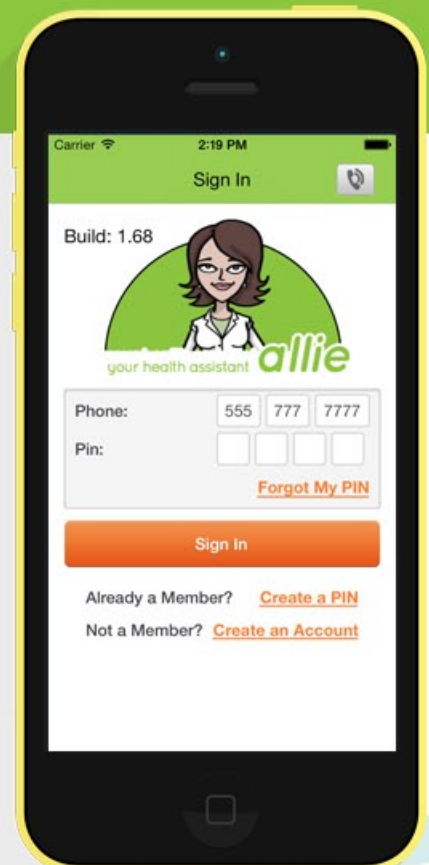 Carrier 2:19 PM
Sign In
Build: 1.68
your health assistant allie
Phone: 555 777 7777
Pin:
Forgot My PIN
Sign In
Already a Member? Create a PIN
Not a Member? Create an Account